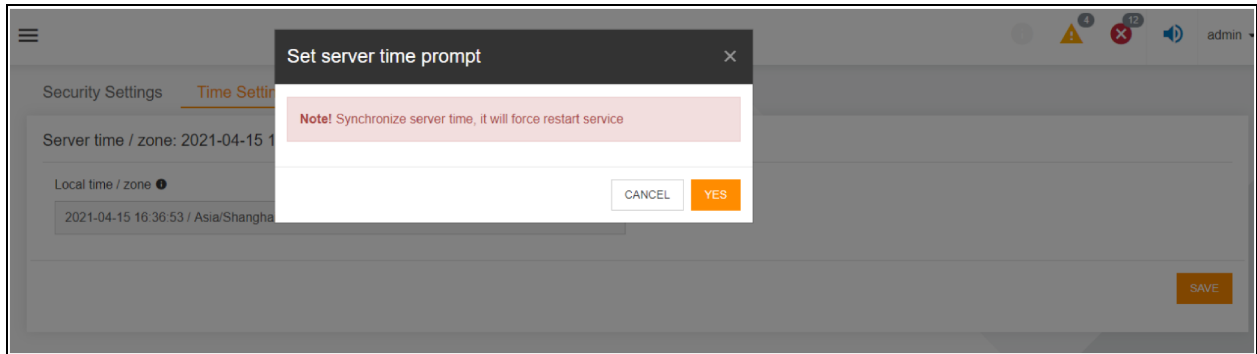 4
12
admin
Set server time prompt
Security Settings
Time Settin
Note! Synchronize server time, it will force restart service
Server time / zone: 2021-04-15 1
Local time / zone
CANCEL
YES
2021-04-15 16:36:53 / Asia/Shangha
SAVE